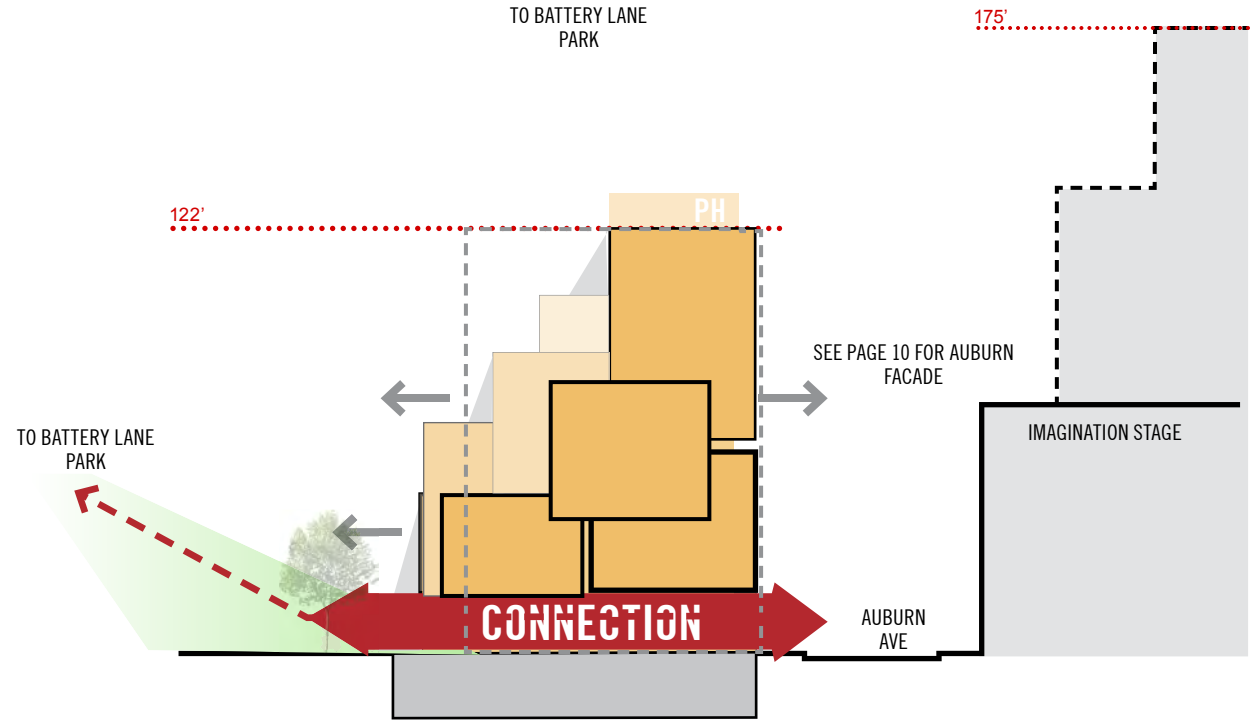 TO BATTERY LANE
PARK
175’
122’
PH
SEE PAGE 10 FOR AUBURN
FACADE
TO BATTERY LANE
PARK
IMAGINATION STAGE
CONNECTION
AUBURN
AVE